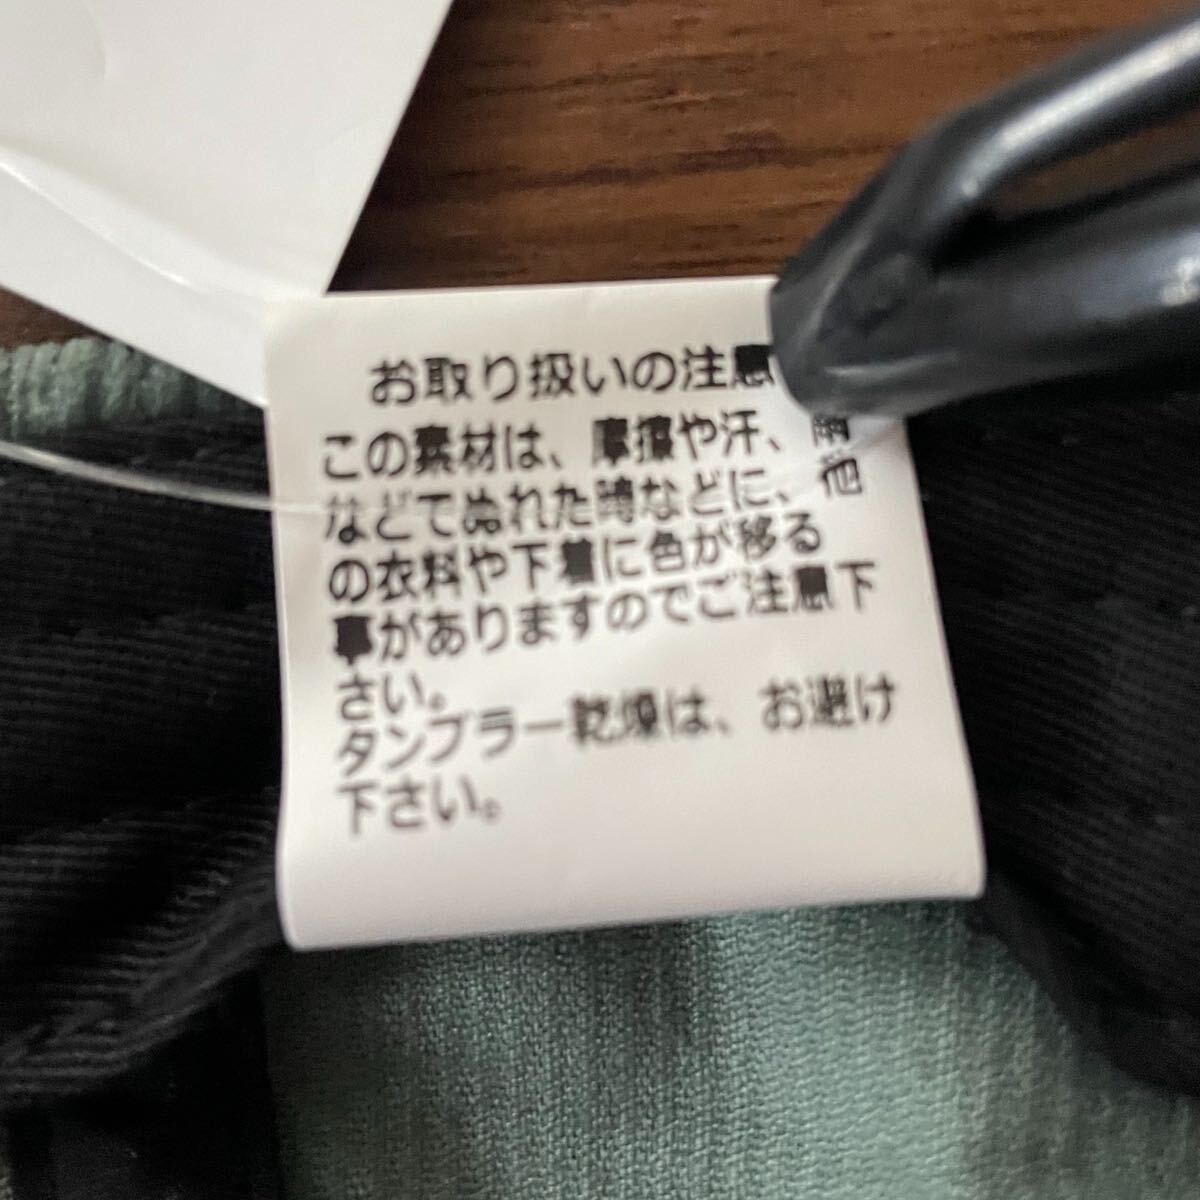 お取り扱いの注意
この素材は、摩擦や汗、雨
などでぬれた時などに、他
の衣料や下着に色が移る
事がありますのでご注意下
さい。
タンブラー乾燥は、お避け
下さい。